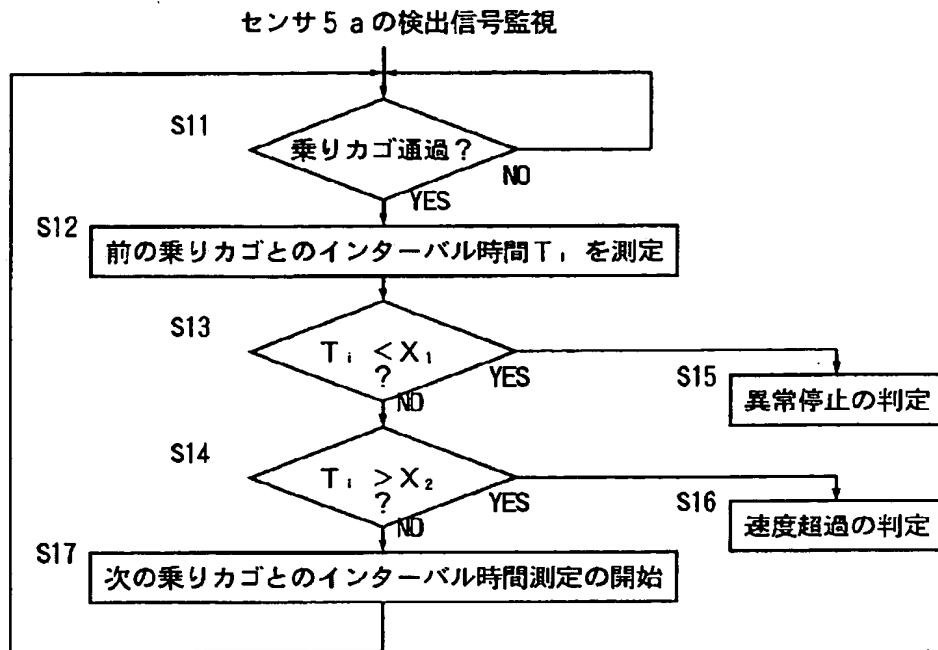 センサ5aの検出信号監視
S11
乗りカゴ通過?
NO
YES
S12
前の乗りカゴとのインターバル時間Tiを測定
S13
Ti <X1
?
YES
NO
S15
異常停止の判定
S14
Ti >X2
?
YES
NO
S16
速度超過の判定
S17
次の乗りカゴとのインターバル時間測定の開始